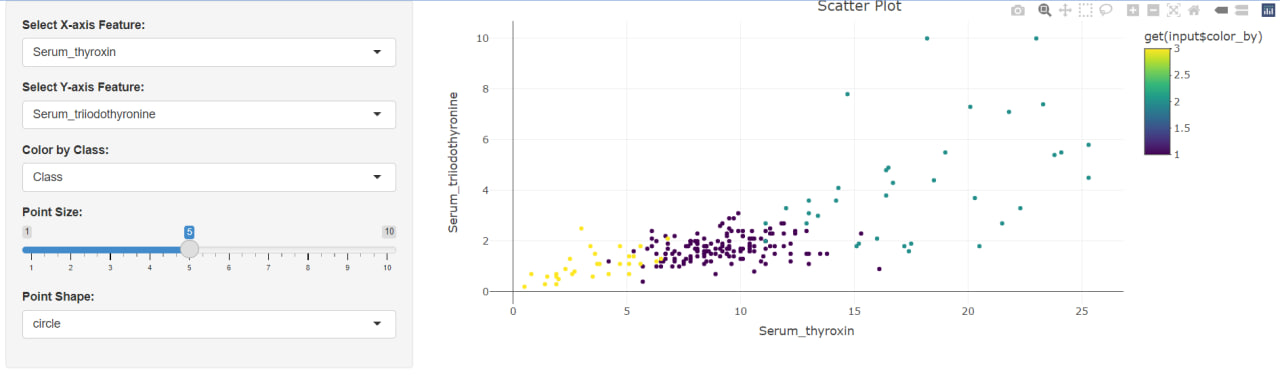 Select X-axis Feature:
Serum_thyroxin
Select Y-axis Feature:
Serum_triiodothyronine
Color by Class:
Class
Point Size:
1 5 10
1 2 3 4 5 6 7 8 9 10
Point Shape:
circle
Scatter Plot
get(input$color_by)
3
2.5
2
1.5
1
Serum_triiodothyronine
10
8
6
4
2
0
0 5 10 15 20 25
Serum_thyroxin